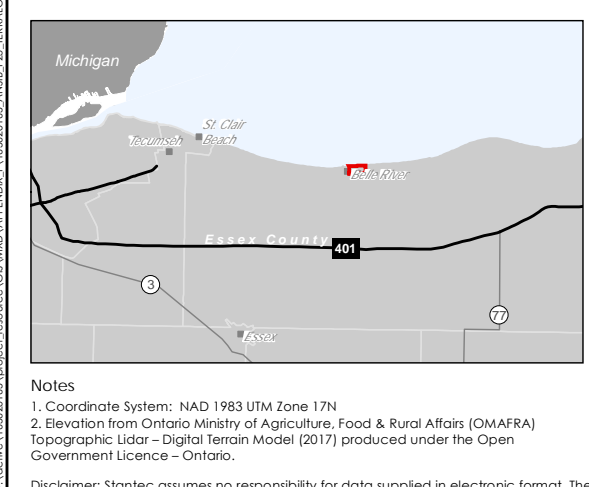 Michigan
St. Clair
Beach
Tecumseh
Belle River
Essex County
401
3
77
Essex
Notes
1. Coordinate System: NAD 1983 UTM Zone 17N
2. Elevation from Ontario Ministry of Agriculture, Food & Rural Affairs (OMAFRA)
Topographic Lidar – Digital Terrain Model (2017) produced under the Open
Government Licence – Ontario.
Disclaimer: Stantec assumes no responsibility for data supplied in electronic format. The